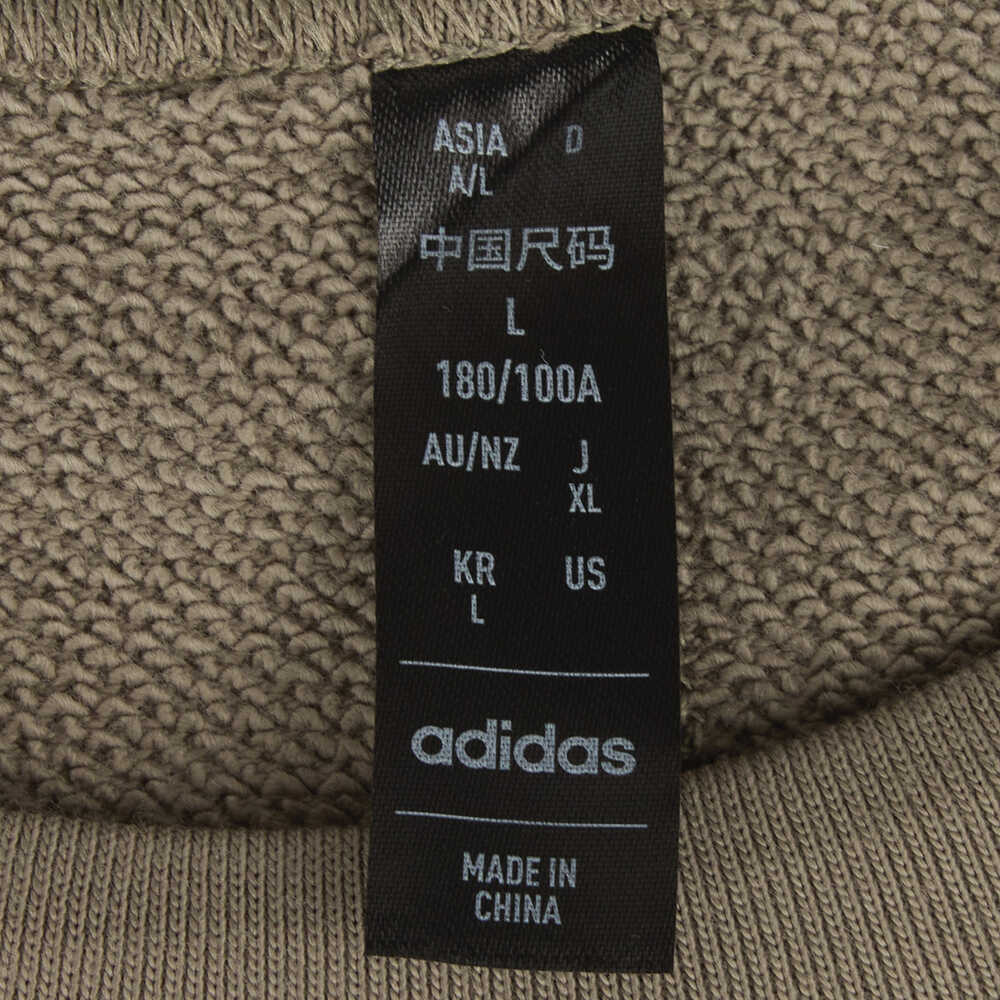 ASIA D
A/L
中国尺码
L
180/100A
AU/NZ J
XL
KR US
L
adidas
MADE IN
CHINA